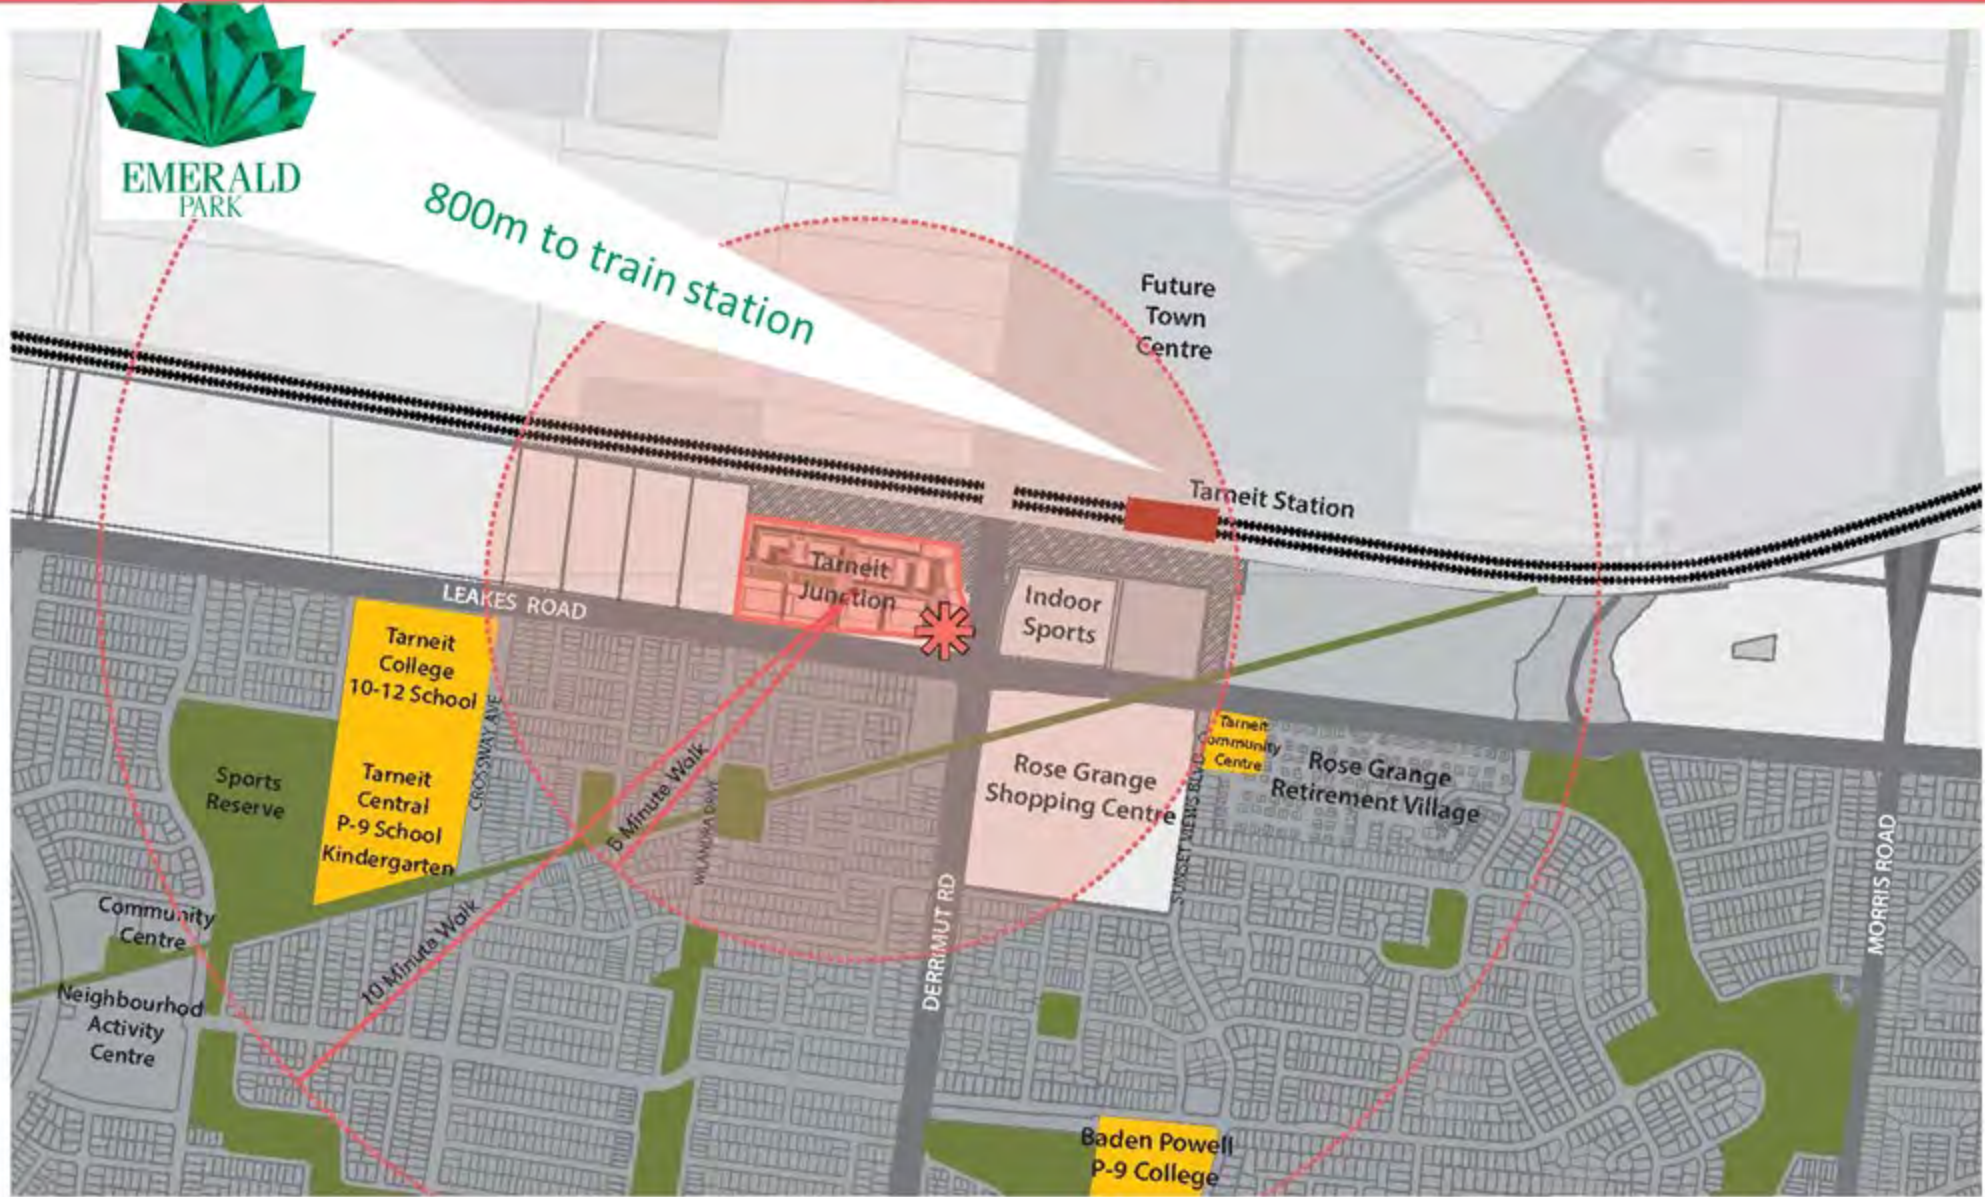 EMERALD
PARK
800m to train station
Future
Town
Centre
Tarneit Station
Tarneit
Junction
Indoor
Sports
LEAKES ROAD
Tarneit
College
10-12 School
Tarneit
Central
P-9 School
Kindergarten
CROSSWAY AVE
Sports
Reserve
5 Minute Walk
10 Minuta Walk
WILANDRA DRV
Rose Grange
Shopping Centre
SUNSET VIEWS BLVD
Tarneit
Community
Centre
Rose Grange
Retirement Village
DERRIMUT RD
MORRIS ROAD
Community
Centre
Neighbourhod
Activity
Centre
Baden Powell
P-9 College